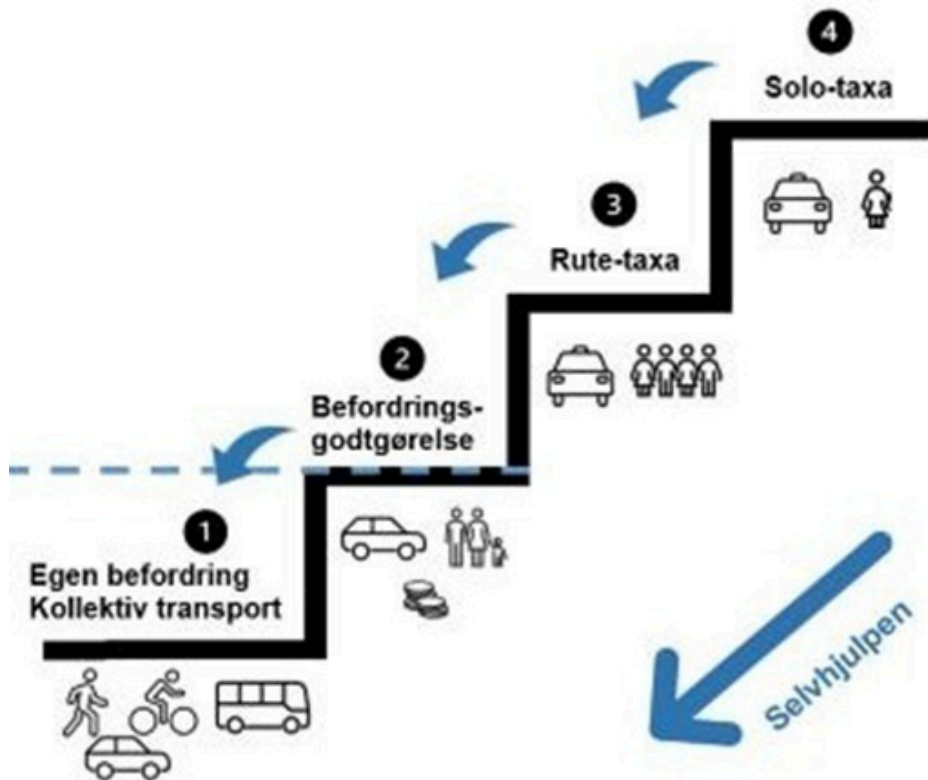 4
Solo-taxa
3
Rute-taxa
2
Befordrings-
godtgørelse
1
Egen befordring
Kollektiv transport
Selvhjulpen